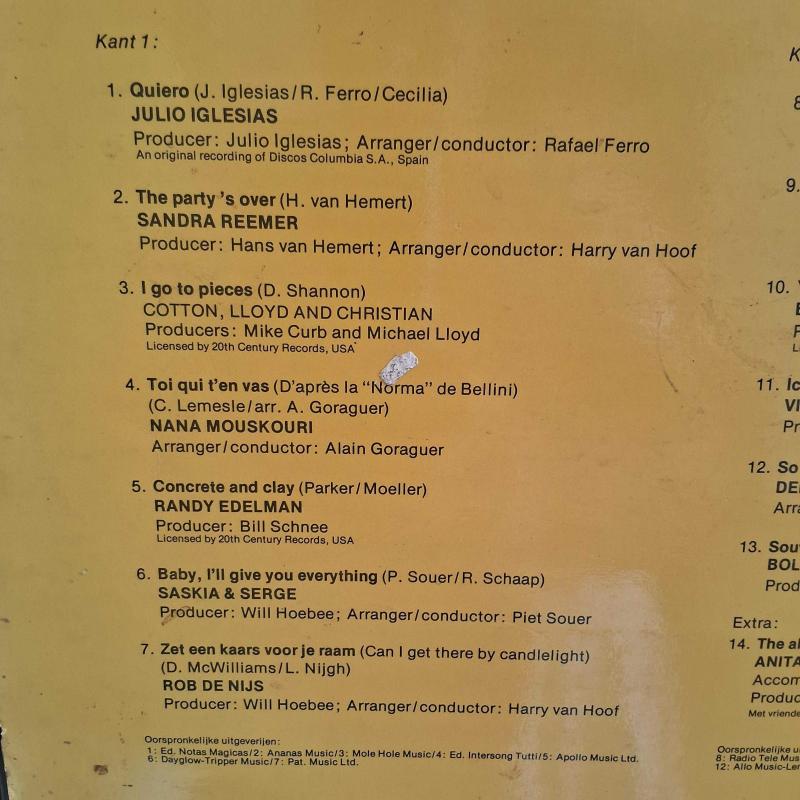 Kant 1:
1. Quiero (J. Iglesias/R. Ferro/Cecilia)
JULIO IGLESIAS
Producer: Julio Iglesias; Arranger/conductor: Rafael Ferro
An original recording of Discos Columbia S.A., Spain
2. The party's over (H. van Hemert)
SANDRA REEMER
Producer: Hans van Hemert; Arranger/conductor: Harry van Hoof
3. I go to pieces (D. Shannon)
COTTON, LLOYD AND CHRISTIAN
Producers: Mike Curb and Michael Lloyd
Licensed by 20th Century Records, USA
4. Toi qui t'en vas (D'après la "Norma" de Bellini)
(C. Lemesle/arr. A. Goraguer)
NANA MOUSKOURI
Arranger/conductor: Alain Goraguer
5. Concrete and clay (Parker/Moeller)
RANDY EDELMAN
Producer: Bill Schnee
Licensed by 20th Century Records, USA
6. Baby, I'll give you everything (P. Souer/R. Schaap)
SASKIA & SERGE
Producer: Will Hoebee; Arranger/conductor: Piet Souer
7. Zet een kaars voor je raam (Can I get there by candlelight)
(D. McWilliams/L. Nijgh)
ROB DE NIJS
Producer: Will Hoebee; Arranger/conductor: Harry van Hoof
Oorspronkelijke uitgeverijen:
1: Ed. Notas Magicas/2: Ananas Music/3: Mole Hole Music/4: Ed. Intersong Tutti/5: Apollo Music Ltd.
6: Dayglow-Tripper Music/7: Pat. Music Ltd.
K
8
9.
10.
11. Ic
VI
Pr
12. So
DE
Arra
13. Sou
BOL
Prod
Extra:
14. The al
ANITA
Accom
Produc
Met vriende
Oorspronkelijke ui
8: Radio Tele Mus
12: Allo Music-Le